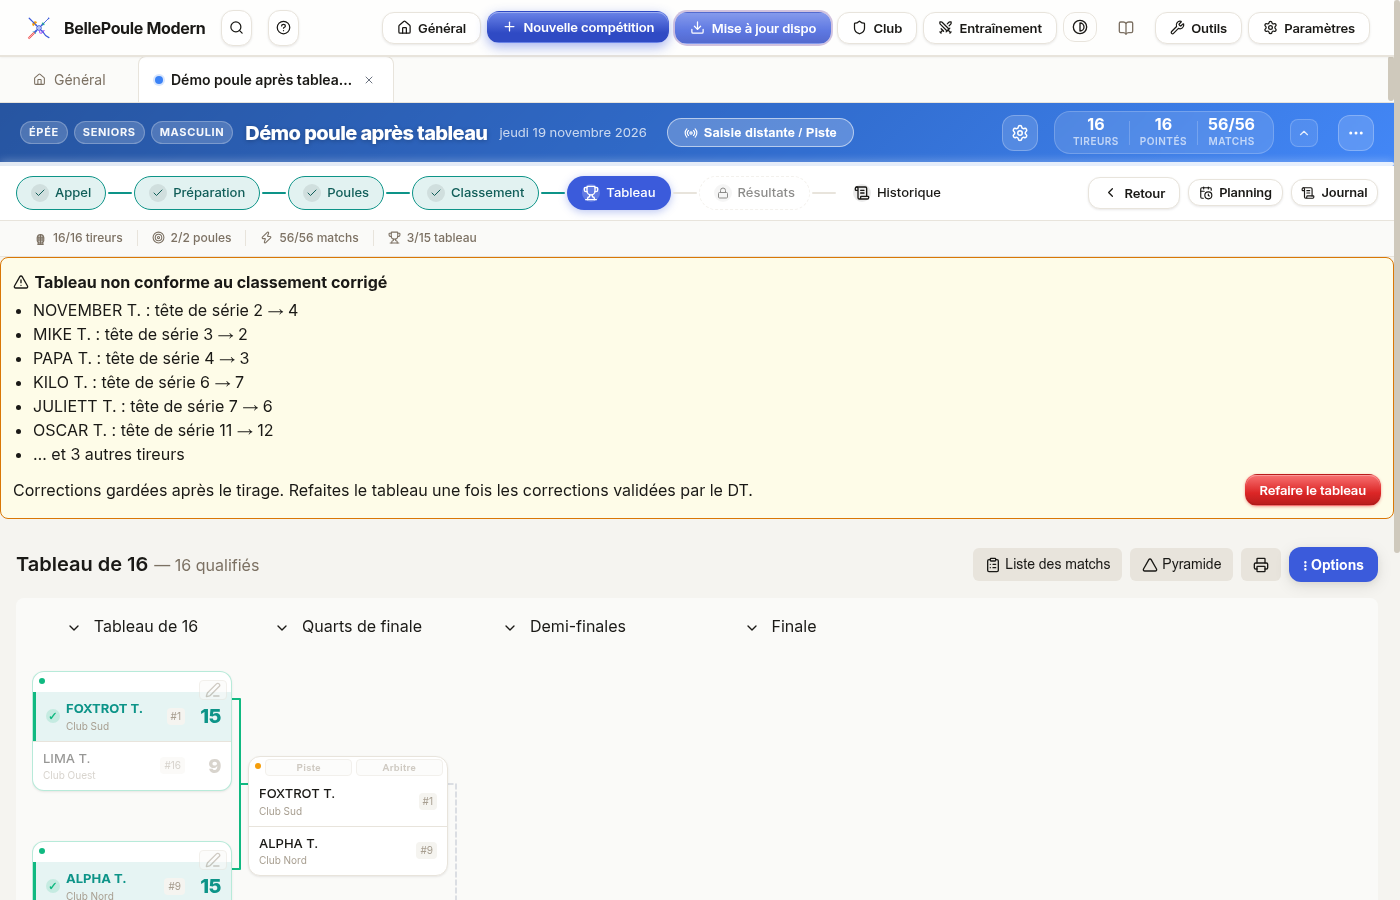 BellePoule Modern
Général
Nouvelle compétition
Mise à jour dispo
Club
Entraînement
Outils
Paramètres
Général
Démo poule après tablea...
ÉPÉE
SENIORS
MASCULIN
Démo poule après tableau
jeudi 19 novembre 2026
Saisie distante / Piste
16
TIREURS
16
POINTÉS
56/56
MATCHS
Appel
Préparation
Poules
Classement
Tableau
Résultats
Historique
Retour
Planning
Journal
16/16 tireurs
2/2 poules
56/56 matchs
3/15 tableau
Tableau non conforme au classement corrigé
• NOVEMBER T. : tête de série 2 → 4
• MIKE T. : tête de série 3 → 2
• PAPA T. : tête de série 4 → 3
• KILO T. : tête de série 6 → 7
• JULIETT T. : tête de série 7 → 6
• OSCAR T. : tête de série 11 → 12
• ... et 3 autres tireurs
Corrections gardées après le tirage. Refaites le tableau une fois les corrections validées par le DT.
Refaire le tableau
Tableau de 16 — 16 qualifiés
Liste des matchs
Pyramide
Options
Tableau de 16
Quarts de finale
Demi-finales
Finale
FOXTROT T.
Club Sud
#1
15
LIMA T.
Club Ouest
#16
9
Piste
Arbitre
FOXTROT T.
Club Sud
#1
ALPHA T.
Club Nord
#9
ALPHA T.
Club Nord
#9
15